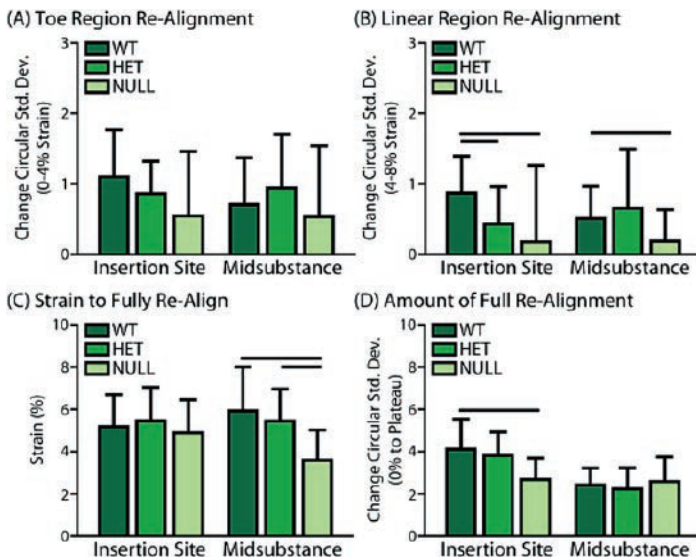 (A) Toe Region Re-Alignment
Change Circular Std. Dev.
(0-4% Strain)
3
2
1
0
WT
HET
NULL
Insertion Site Midsubstance
(B) Linear Region Re-Alignment
Change Circular Std. Dev.
(4-8% Strain)
3
2
1
0
WT
HET
NULL
Insertion Site Midsubstance
(C) Strain to Fully Re-Align
Strain (%)
10
8
6
4
2
0
WT
HET
NULL
Insertion Site Midsubstance
(D) Amount of Full Re-Alignment
Change Circular Std. Dev.
(0% to Plateau)
10
8
6
4
2
0
WT
HET
NULL
Insertion Site Midsubstance